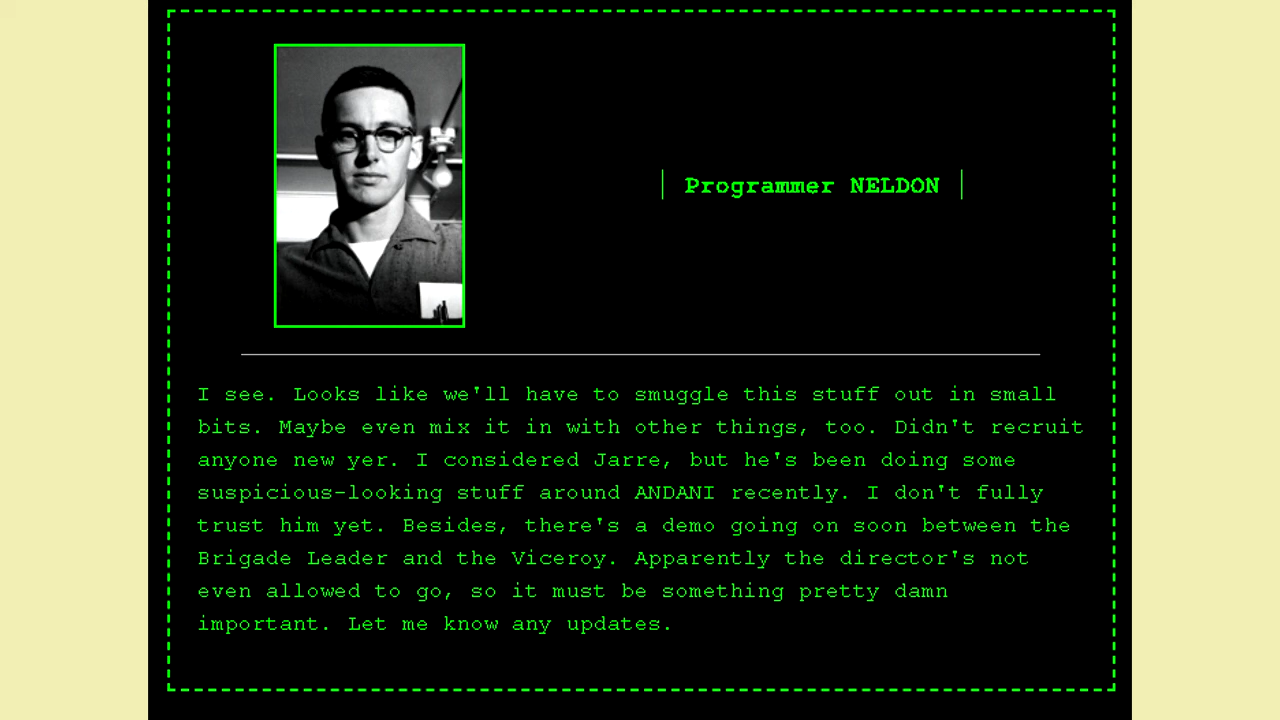 | Programmer NELDON |
I see. Looks like we'll have to smuggle this stuff out in small
bits. Maybe even mix it in with other things, too. Didn't recruit
anyone new yer. I considered Jarre, but he's been doing some
suspicious-looking stuff around ANDANI recently. I don't fully
trust him yet. Besides, there's a demo going on soon between the
Brigade Leader and the Viceroy. Apparently the director's not
even allowed to go, so it must be something pretty damn
important. Let me know any updates.